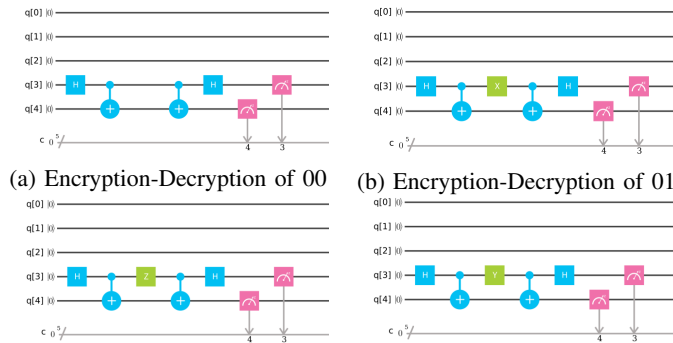 q[0] |0⟩
q[1] |0⟩
q[2] |0⟩
q[3] |0⟩ H H
q[4] |0⟩
c 0 5
4 3
(a) Encryption-Decryption of 00
q[0] |0⟩
q[1] |0⟩
q[2] |0⟩
q[3] |0⟩ H X H
q[4] |0⟩
c 0 5
4 3
(b) Encryption-Decryption of 01
q[0] |0⟩
q[1] |0⟩
q[2] |0⟩
q[3] |0⟩ H Z H
q[4] |0⟩
c 0 5
4 3
q[0] |0⟩
q[1] |0⟩
q[2] |0⟩
q[3] |0⟩ H Y H
q[4] |0⟩
c 0 5
4 3